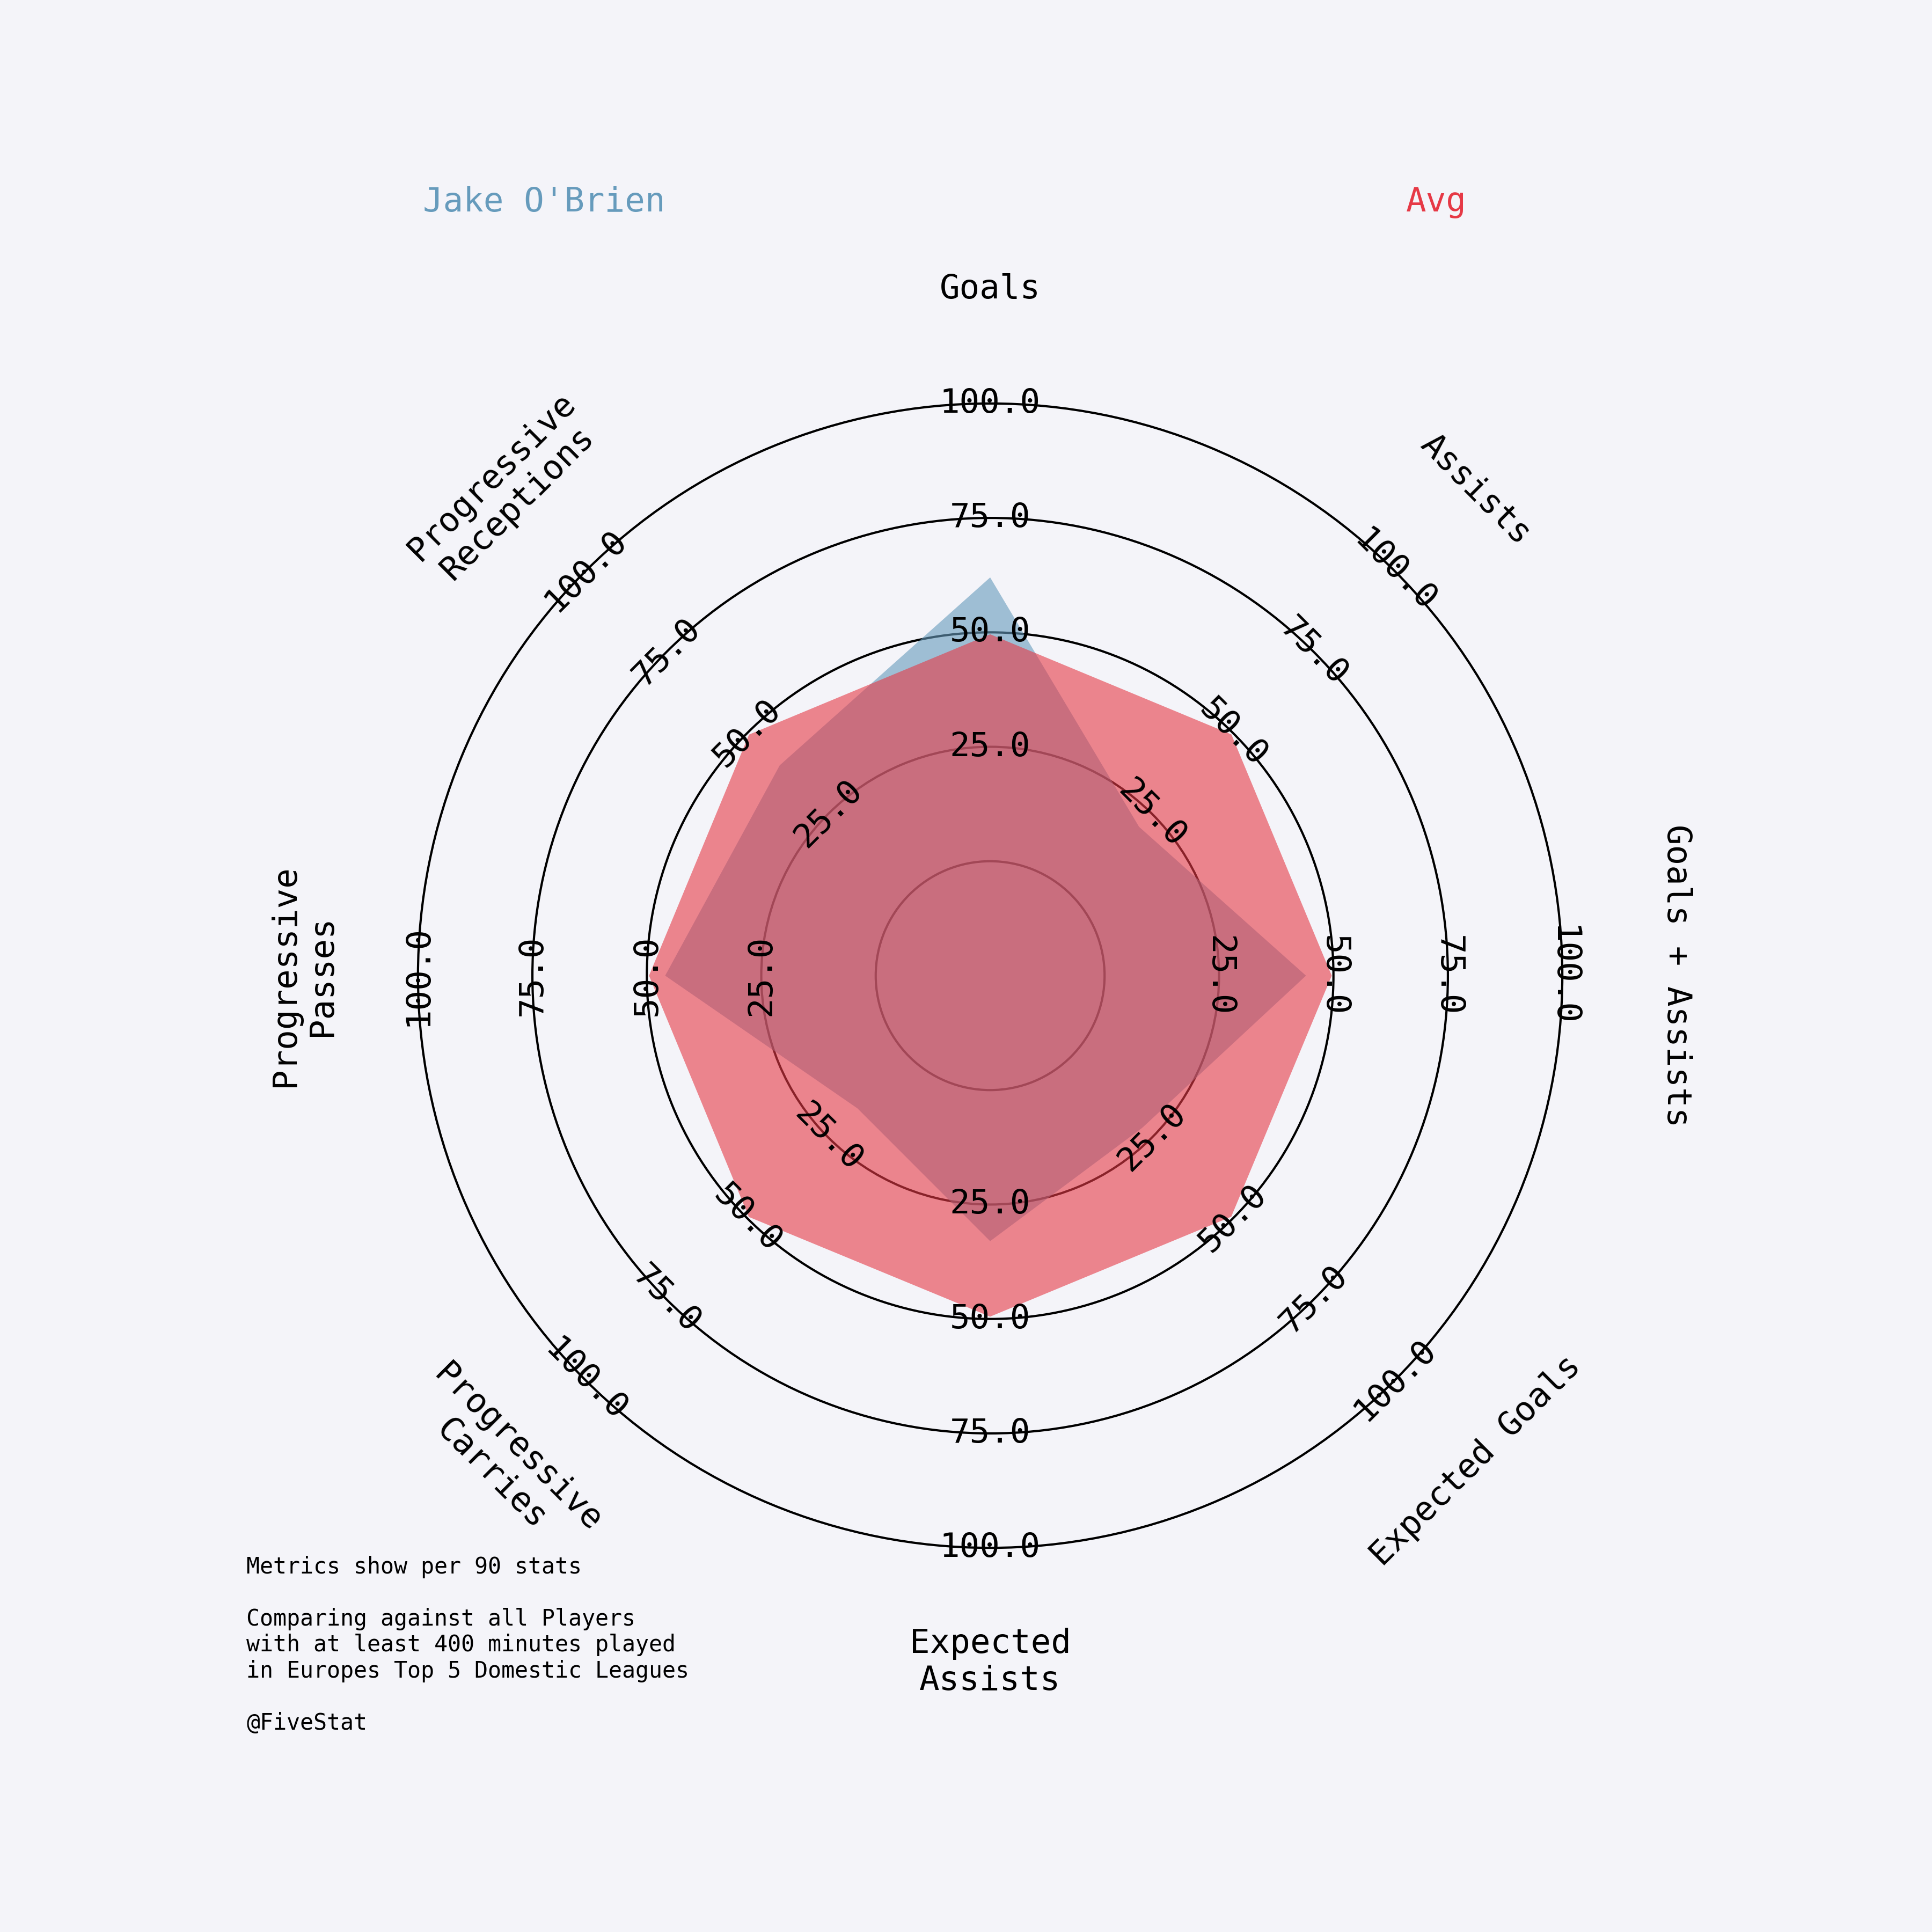 Jake O'Brien
Avg
Goals
Assists
Goals + Assists
Expected Goals
Expected
Assists
Progressive
Carries
Progressive
Passes
Progressive
Receptions
25.0
50.0
75.0
100.0
25.0
50.0
75.0
100.0
25.0
50.0
75.0
100.0
25.0
50.0
75.0
100.0
25.0
50.0
75.0
100.0
25.0
50.0
75.0
100.0
25.0
50.0
75.0
100.0
25.0
50.0
75.0
100.0
Metrics show per 90 stats
Comparing against all Players
with at least 400 minutes played
in Europes Top 5 Domestic Leagues
@FiveStat